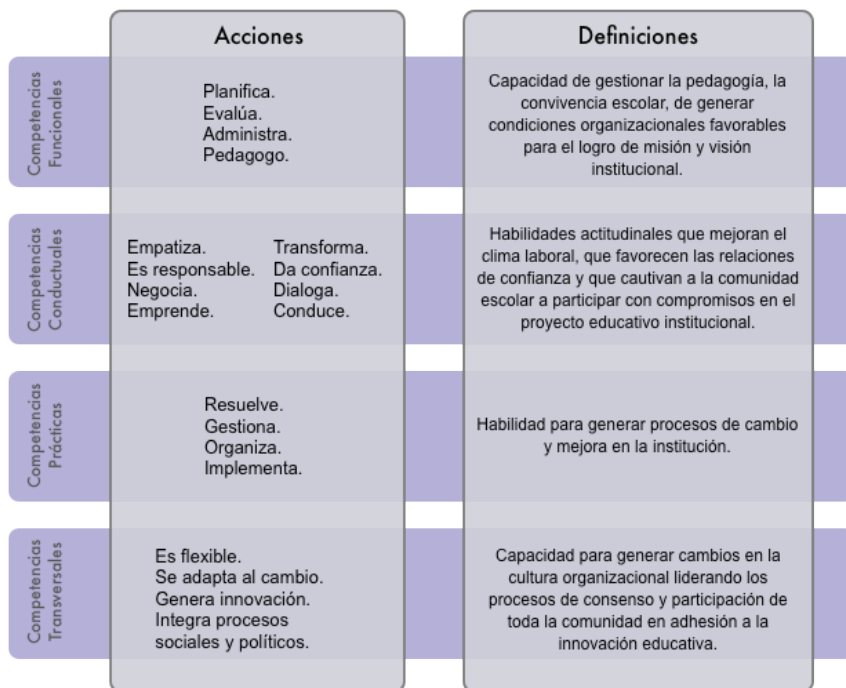 Acciones
Definiciones
Competencias
Funcionales
Planifica.
Evalúa.
Administra.
Pedagogo.
Capacidad de gestionar la pedagogía, la
convivencia escolar, de generar
condiciones organizacionales favorables
para el logro de misión y visión
institucional.
Competencias
Conductuales
Empatiza.
Es responsable.
Negocia.
Emprende.
Transforma.
Da confianza.
Dialoga.
Conduce.
Habilidades actitudinales que mejoran el
clima laboral, que favorecen las relaciones
de confianza y que cautivan a la comunidad
escolar a participar con compromisos en el
proyecto educativo institucional.
Competencias
Prácticas
Resuelve.
Gestiona.
Organiza.
Implementa.
Habilidad para generar procesos de cambio
y mejora en la institución.
Competencias
Transversales
Es flexible.
Se adapta al cambio.
Genera innovación.
Integra procesos
sociales y políticos.
Capacidad para generar cambios en la
cultura organizacional liderando los
procesos de consenso y participación de
toda la comunidad en adhesión a la
innovación educativa.